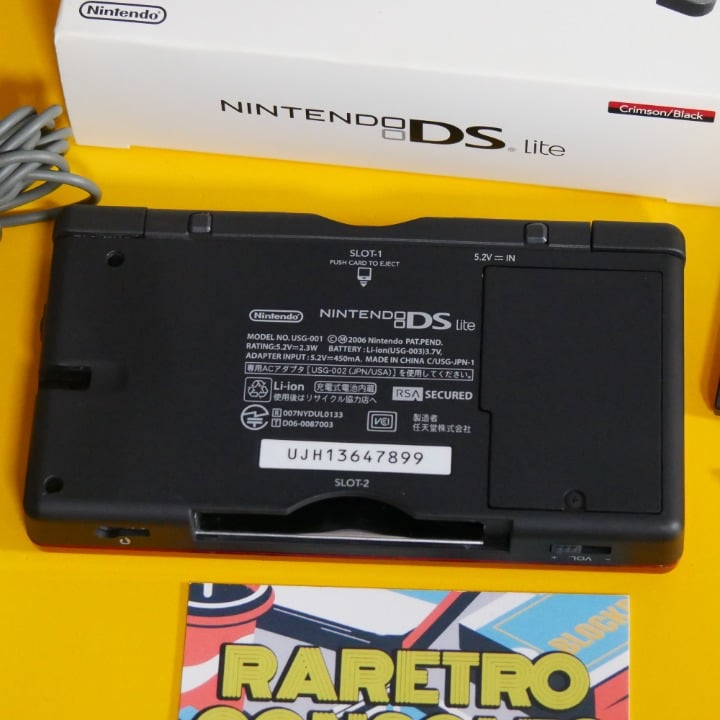 Nintendo
NINTENDO DS Lite
Crimson/Black
SLOT-1
PUSH CARD TO EJECT
5.2V⎓IN
Nintendo
NINTENDO DS Lite
MODEL NO. USG-001 ©Ⓜ2006 Nintendo PAT.PEND.
RATING:5.2V⎓2.3W BATTERY : Li-ion(USG-003)3.7V,
ADAPTER INPUT : 5.2V⎓450mA. MADE IN CHINA C/USG-JPN-1
専用ACアダプタ [USG-002 (JPN/USA)] を使用してください。
Li-ion 充電式電池内蔵
使用後はリサイクル協力店へ
RSA SECURED
R 007NYDUL0133
T D06-0087003
VCI
製造者
任天堂株式会社
UJH13647899
SLOT-2
+ VOL -
BLOCK
RARETRO